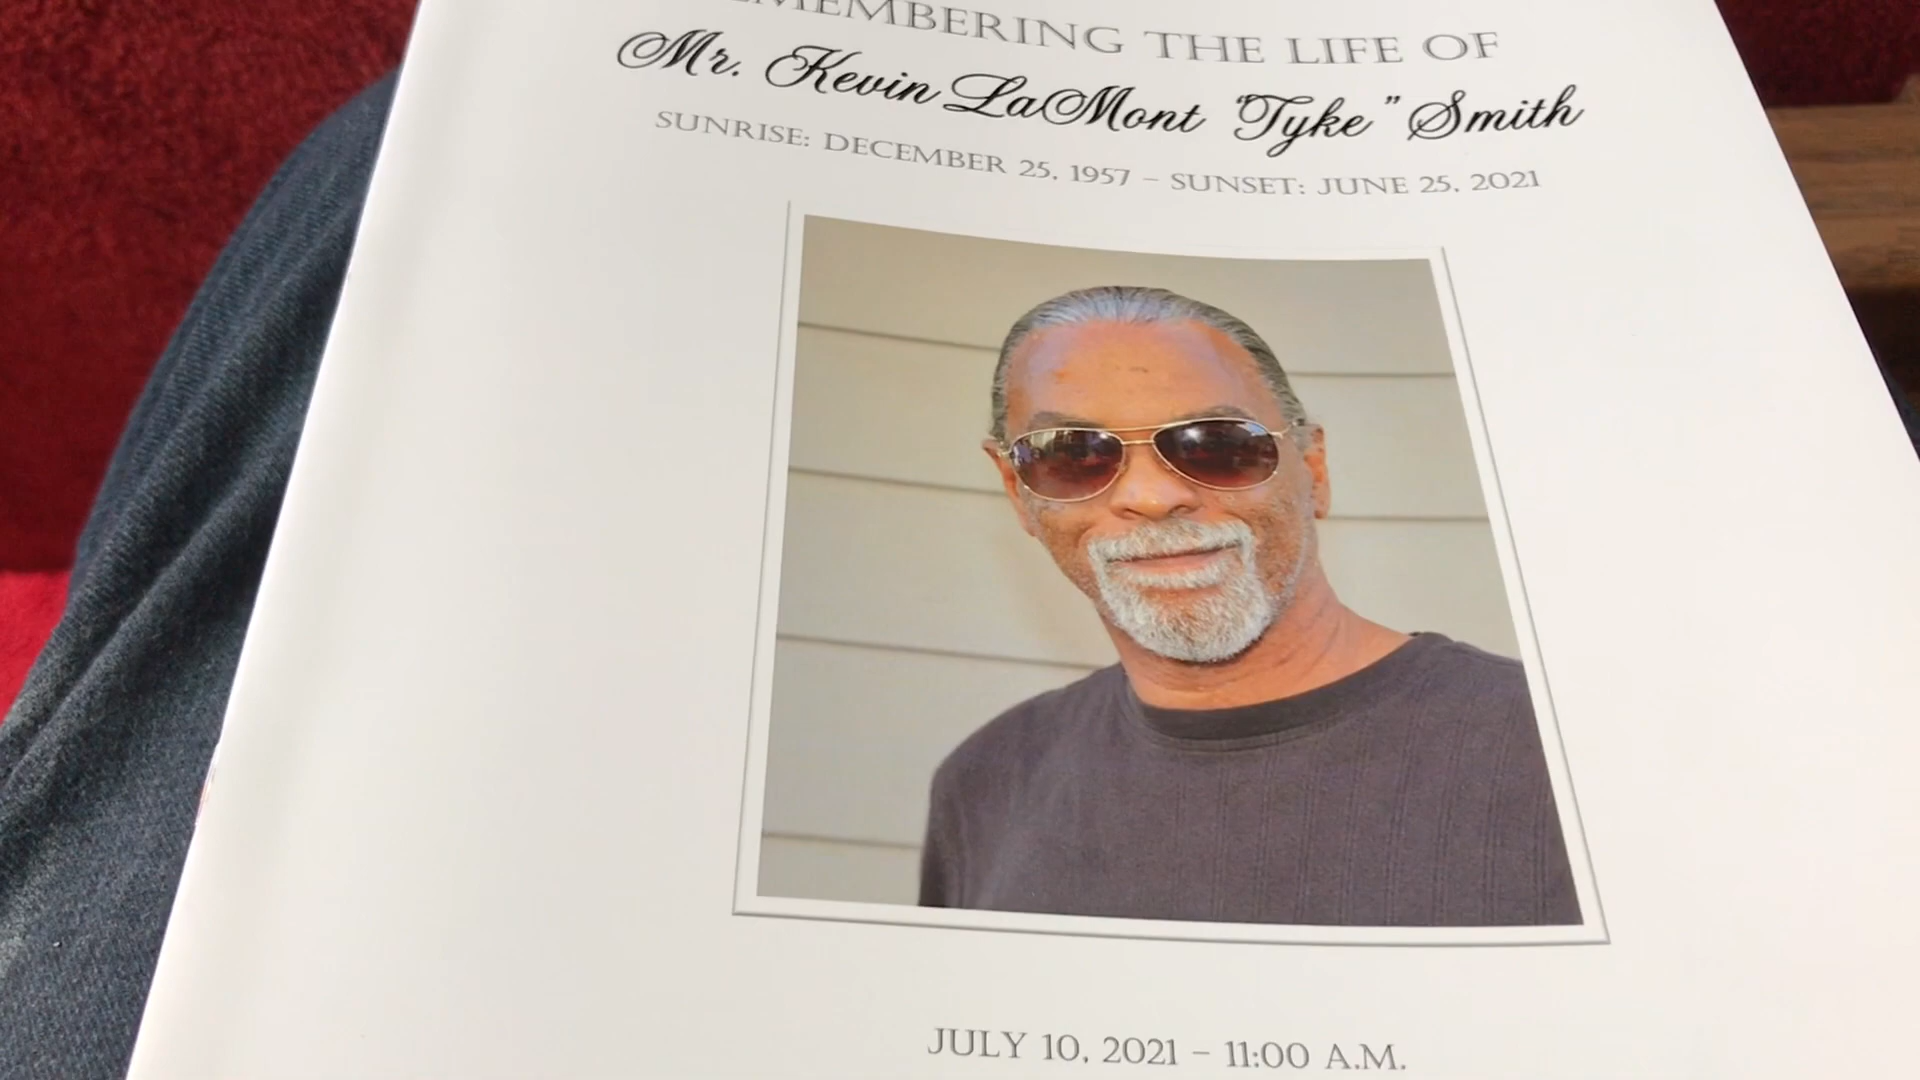 THE LIFE OF
Mr. Kevin LaMont "Tyke" Smith
SUNRISE: DECEMBER 25, 1957 – SUNSET: JUNE 25, 2021
JULY 10, 2021 – 11:00 A.M.